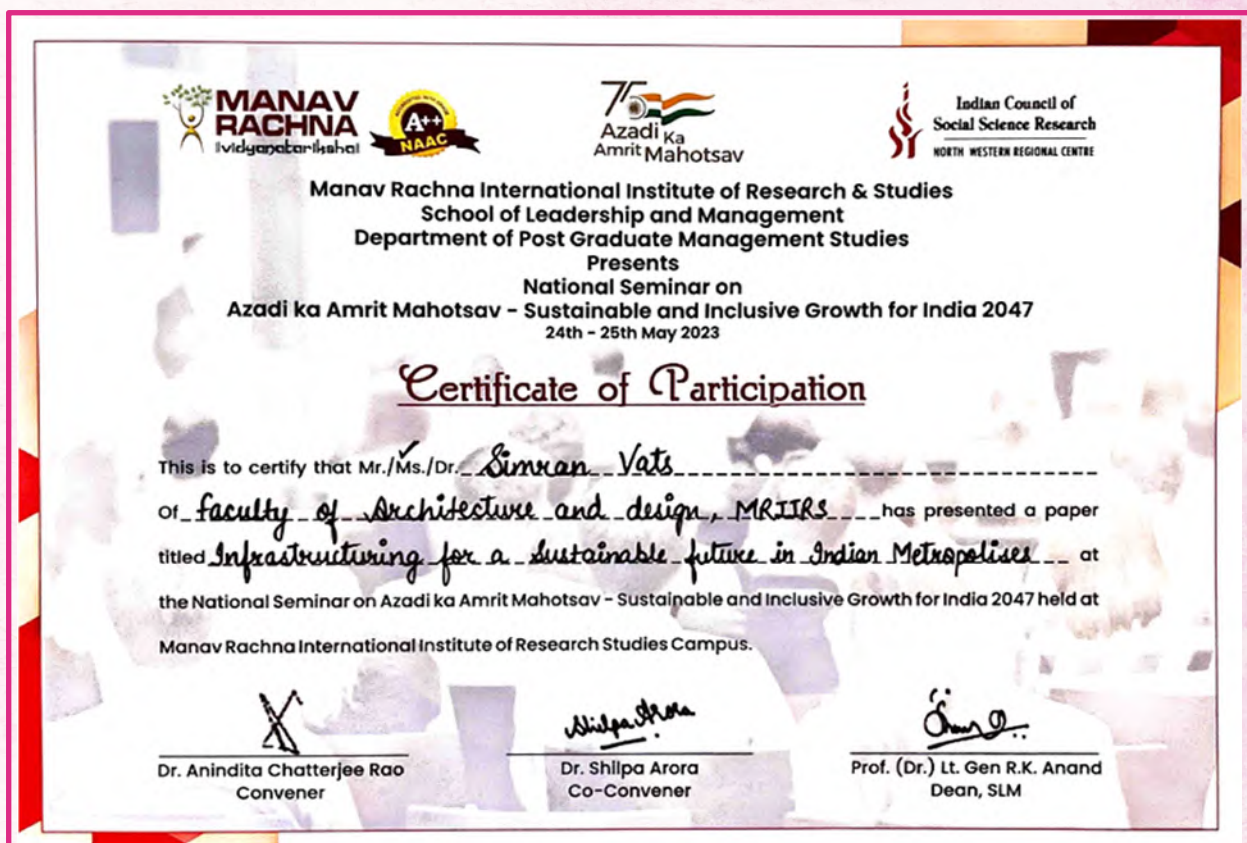 MANAV
RACHNA
vidyanatariksha
A++
NAAC
75
Azadi Ka
Amrit Mahotsav
Indian Council of
Social Science Research
NORTH WESTERN REGIONAL CENTRE
Manav Rachna International Institute of Research & Studies
School of Leadership and Management
Department of Post Graduate Management Studies
Presents
National Seminar on
Azadi ka Amrit Mahotsav - Sustainable and Inclusive Growth for India 2047
24th - 25th May 2023
Certificate of Participation
This is to certify that Mr./Ms./Dr. Simran Vats
Of faculty of Architecture and design, MRIIRS has presented a paper
titled Infrastructuring for a Sustainable future in Indian Metropolises at
the National Seminar on Azadi ka Amrit Mahotsav - Sustainable and Inclusive Growth for India 2047 held at
Manav Rachna International Institute of Research Studies Campus.
Shilpa Arora
Dr. Anindita Chatterjee Rao
Convener
Dr. Shilpa Arora
Co-Convener
Prof. (Dr.) Lt. Gen R.K. Anand
Dean, SLM